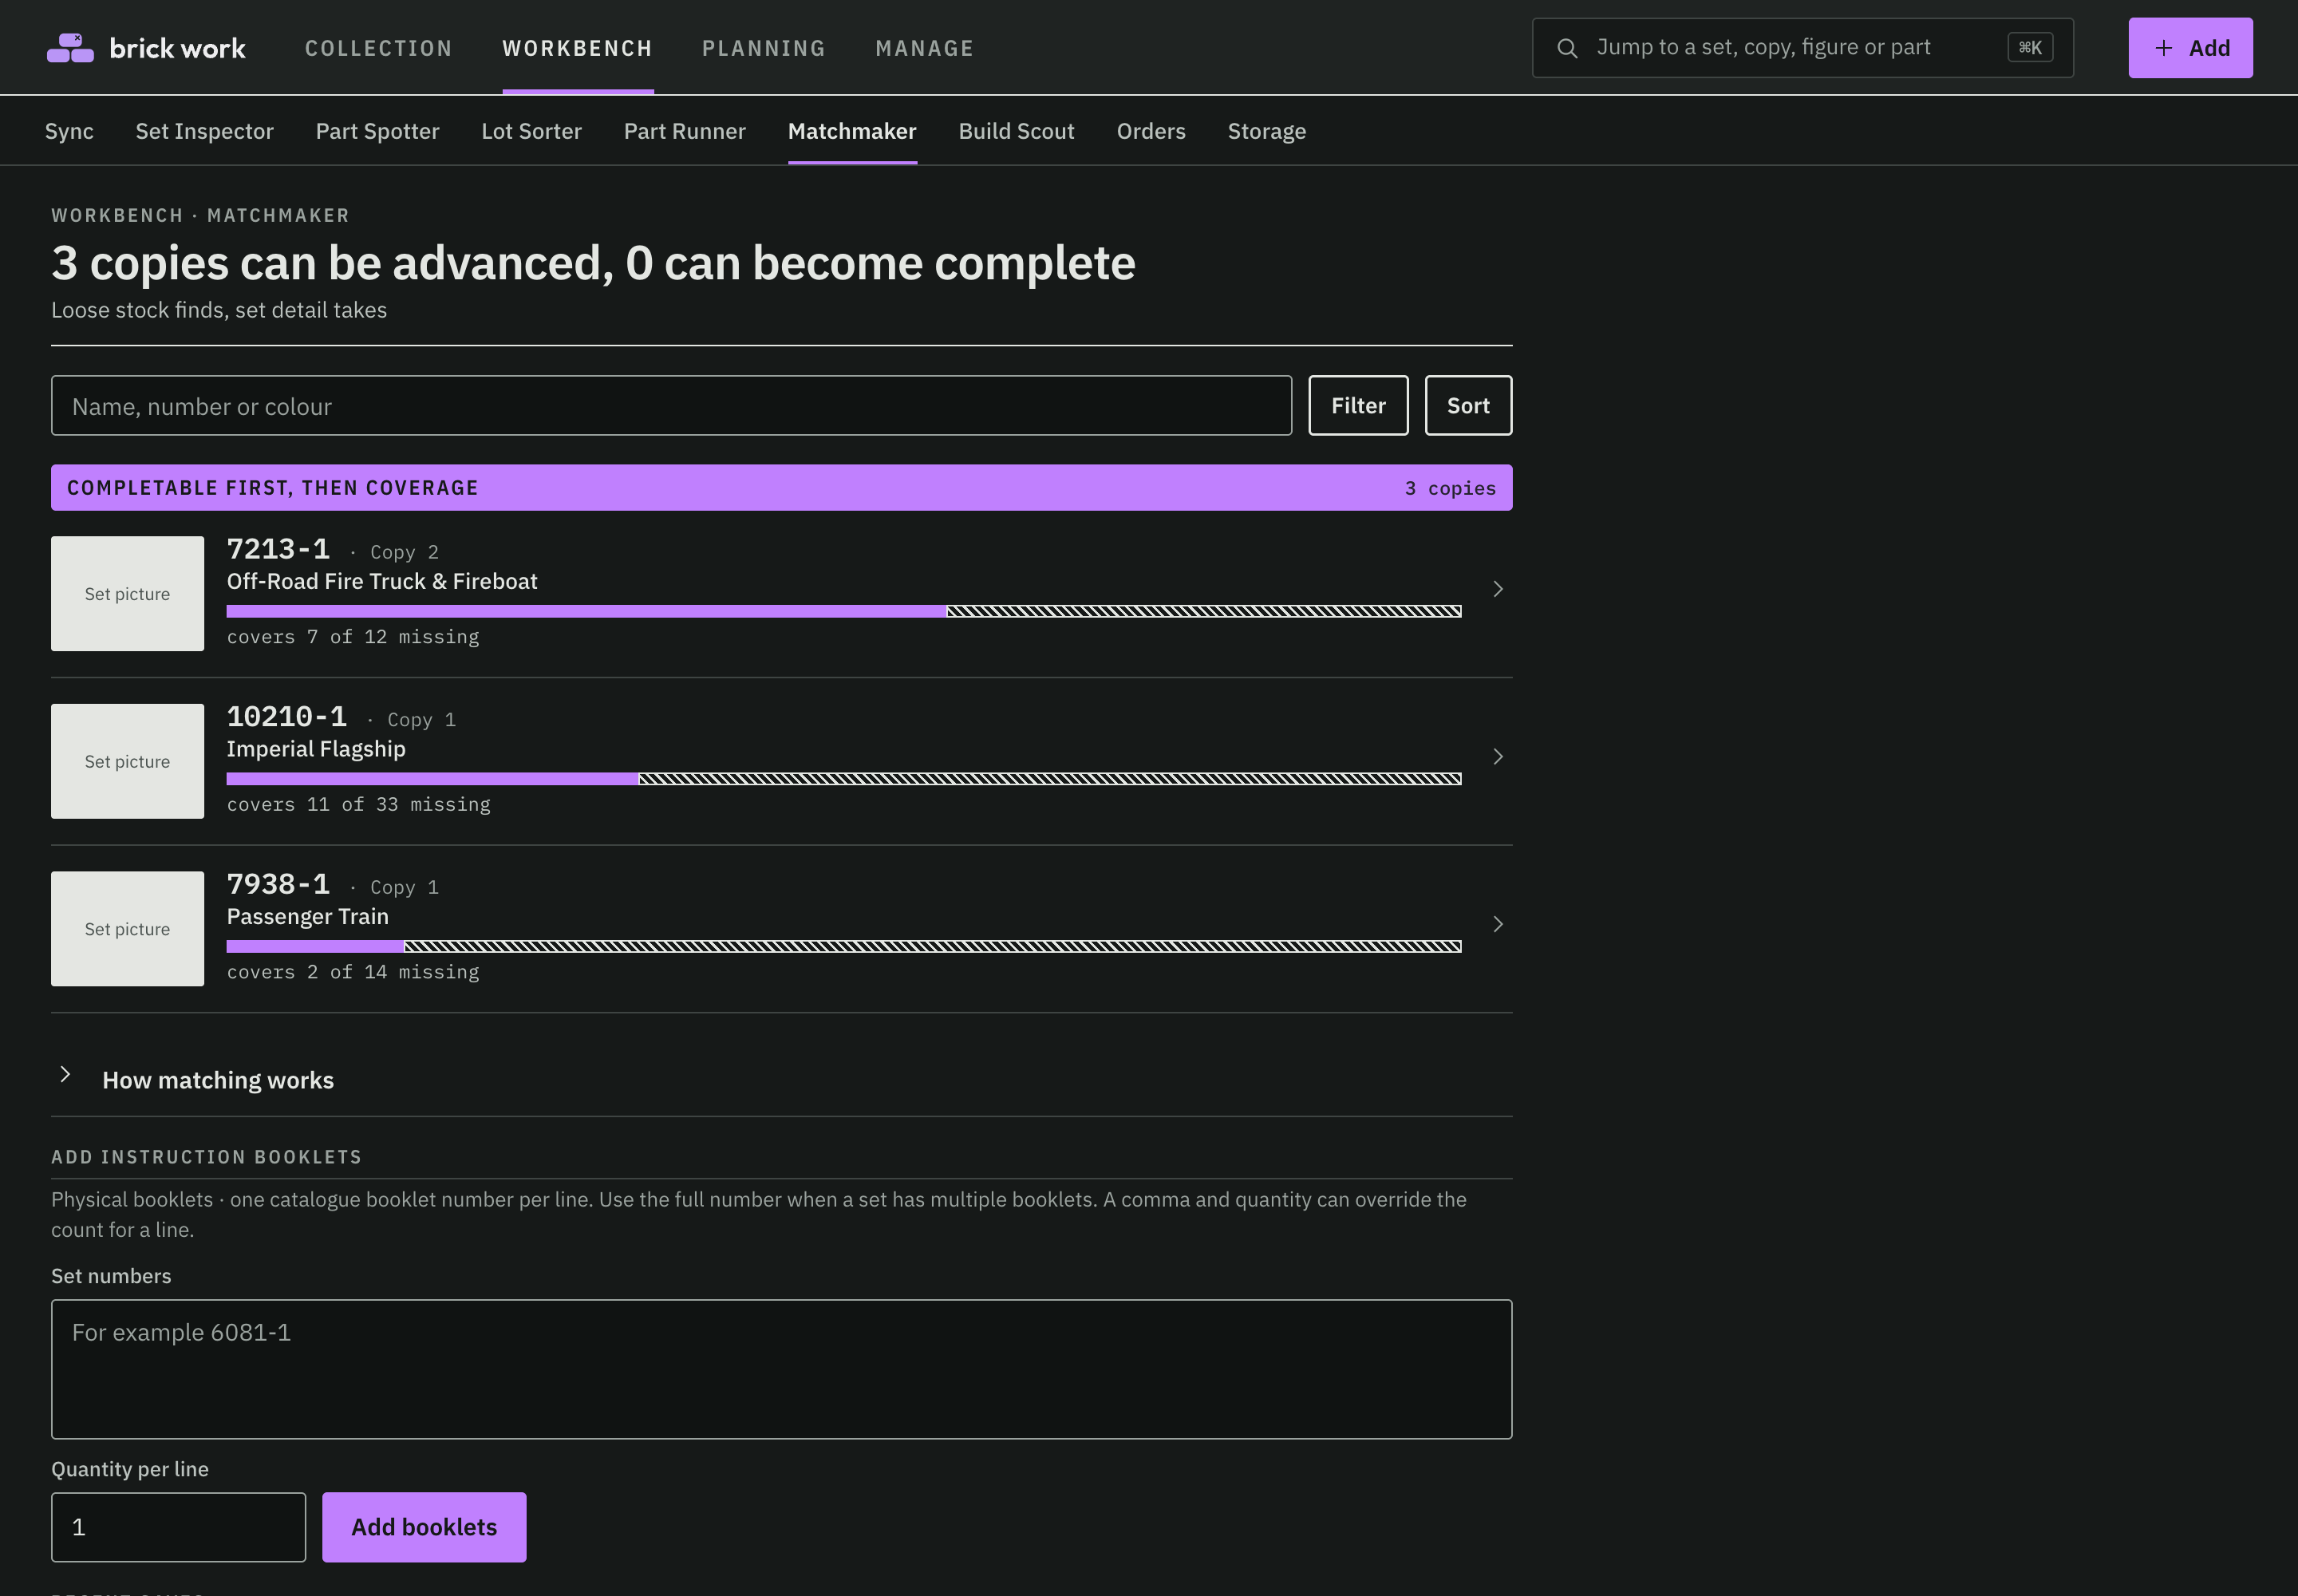 brick work
COLLECTION
WORKBENCH
PLANNING
MANAGE
Jump to a set, copy, figure or part
⌘K
+ Add
Sync
Set Inspector
Part Spotter
Lot Sorter
Part Runner
Matchmaker
Build Scout
Orders
Storage
WORKBENCH · MATCHMAKER
3 copies can be advanced, 0 can become complete
Loose stock finds, set detail takes
Name, number or colour
Filter
Sort
COMPLETABLE FIRST, THEN COVERAGE
3 copies
Set picture
7213-1 · Copy 2
Off-Road Fire Truck & Fireboat
covers 7 of 12 missing
Set picture
10210-1 · Copy 1
Imperial Flagship
covers 11 of 33 missing
Set picture
7938-1 · Copy 1
Passenger Train
covers 2 of 14 missing
How matching works
ADD INSTRUCTION BOOKLETS
Physical booklets · one catalogue booklet number per line. Use the full number when a set has multiple booklets. A comma and quantity can override the
count for a line.
Set numbers
For example 6081-1
Quantity per line
1
Add booklets